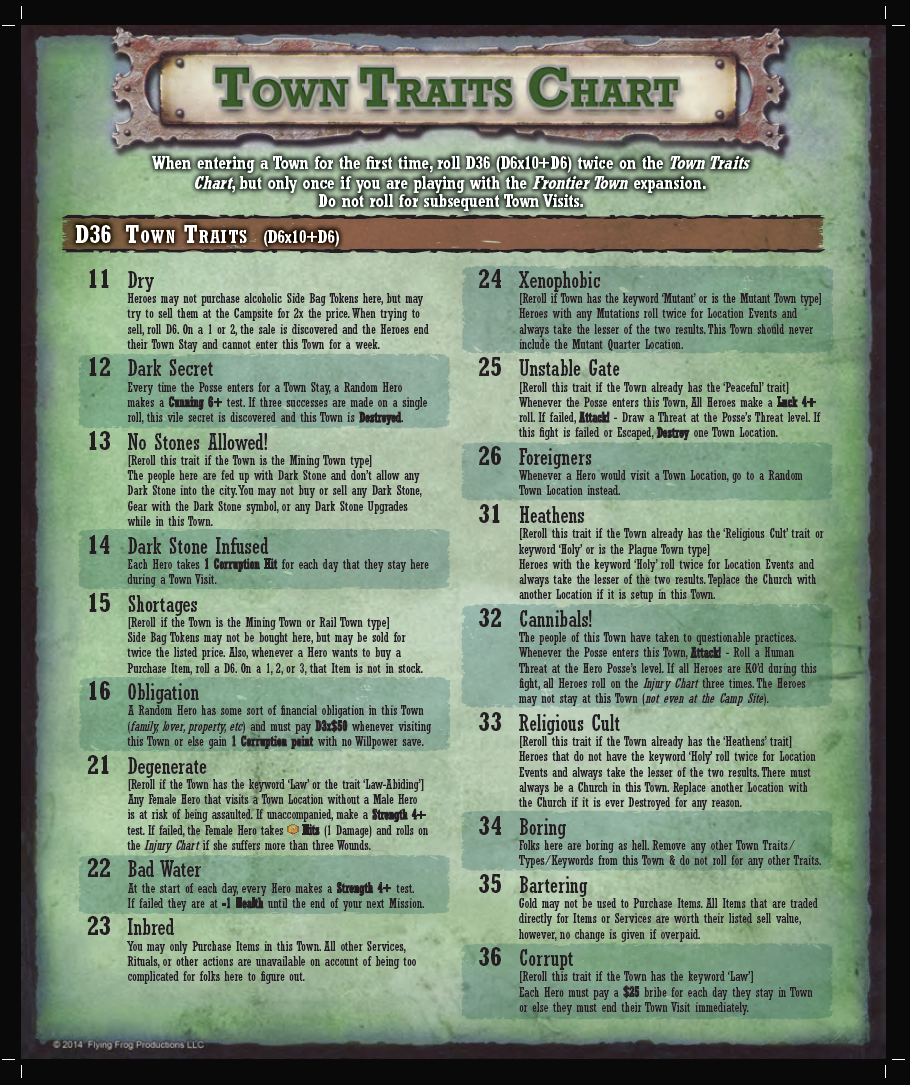 TOWN TRAITS CHART
When entering a Town for the first time, roll D36 (D6x10+D6) twice on the Town Traits
Chart, but only once if you are playing with the Frontier Town expansion.
Do not roll for subsequent Town Visits.
D36 TOWN TRAITS (D6x10+D6)
11 Dry
Heroes may not purchase alcoholic Side Bag Tokens here, but may
try to sell them at the Campsite for 2x the price. When trying to
sell, roll D6. On a 1 or 2, the sale is discovered and the Heroes end
their Town Stay and cannot enter this Town for a week.
12 Dark Secret
Every time the Posse enters for a Town Stay, a Random Hero
makes a Cunning 6+ test. If three successes are made on a single
roll, this vile secret is discovered and this Town is Destroyed.
13 No Stones Allowed!
[Reroll this trait if the Town is the Mining Town type]
The people here are fed up with Dark Stone and don't allow any
Dark Stone into the city.You may not buy or sell any Dark Stone,
Gear with the Dark Stone symbol, or any Dark Stone Upgrades
while in this Town.
14 Dark Stone Infused
Each Hero takes 1 Corruption Hit for each day that they stay here
during a Town Visit.
15 Shortages
[Reroll if the Town is the Mining Town or Rail Town type]
Side Bag Tokens may not be bought here, but may be sold for
twice the listed price. Also, whenever a Hero wants to buy a
Purchase Item, roll a D6. On a 1, 2, or 3, that Item is not in stock.
16 Obligation
A Random Hero has some sort of financial obligation in this Town
(family, lover, property, etc) and must pay D3x$50 whenever visiting
this Town or else gain 1 Corruption point with no Willpower save.
21 Degenerate
[Reroll if the Town has the keyword 'Law' or the trait 'Law-Abiding']
Any Female Hero that visits a Town Location without a Male Hero
is at risk of being assaulted. If unaccompanied, make a Strength 4+
test. If failed, the Female Hero takes Hits (1 Damage) and rolls on
the Injury Chart if she suffers more than three Wounds.
22 Bad Water
At the start of each day, every Hero makes a Strength 4+ test.
If failed they are at -1 Health until the end of your next Mission.
23 Inbred
You may only Purchase Items in this Town. All other Services,
Rituals, or other actions are unavailable on account of being too
complicated for folks here to figure out.
24 Xenophobic
[Reroll if Town has the keyword 'Mutant' or is the Mutant Town type]
Heroes with any Mutations roll twice for Location Events and
always take the lesser of the two results. This Town should never
include the Mutant Quarter Location.
25 Unstable Gate
[Reroll this trait if the Town already has the 'Peaceful' trait]
Whenever the Posse enters this Town, All Heroes make a Luck 4+
roll. If failed, Attack! - Draw a Threat at the Posse's Threat level. If
this fight is failed or Escaped, Destroy one Town Location.
26 Foreigners
Whenever a Hero would visit a Town Location, go to a Random
Town Location instead.
31 Heathens
[Reroll this trait if the Town already has the 'Religious Cult' trait or
keyword 'Holy' or is the Plague Town type]
Heroes with the keyword 'Holy' roll twice for Location Events and
always take the lesser of the two results. Teplace the Church with
another Location if it is setup in this Town.
32 Cannibals!
The people of this Town have taken to questionable practices.
Whenever the Posse enters this Town, Attack! - Roll a Human
Threat at the Hero Posse's level. If all Heroes are KO'd during this
fight, all Heroes roll on the Injury Chart three times. The Heroes
may not stay at this Town (not even at the Camp Site).
33 Religious Cult
[Reroll this trait if the Town already has the 'Heathens' trait]
Heroes that do not have the keyword 'Holy' roll twice for Location
Events and always take the lesser of the two results. There must
always be a Church in this Town. Replace another Location with
the Church if it is ever Destroyed for any reason.
34 Boring
Folks here are boring as hell. Remove any other Town Traits/
Types/Keywords from this Town & do not roll for any other Traits.
35 Bartering
Gold may not be used to Purchase Items. All Items that are traded
directly for Items or Services are worth their listed sell value,
however, no change is given if overpaid.
36 Corrupt
[Reroll this trait if the Town has the keyword 'Law']
Each Hero must pay a $25 bribe for each day they stay in Town
or else they must end their Town Visit immediately.
© 2014 Flying Frog Productions LLC